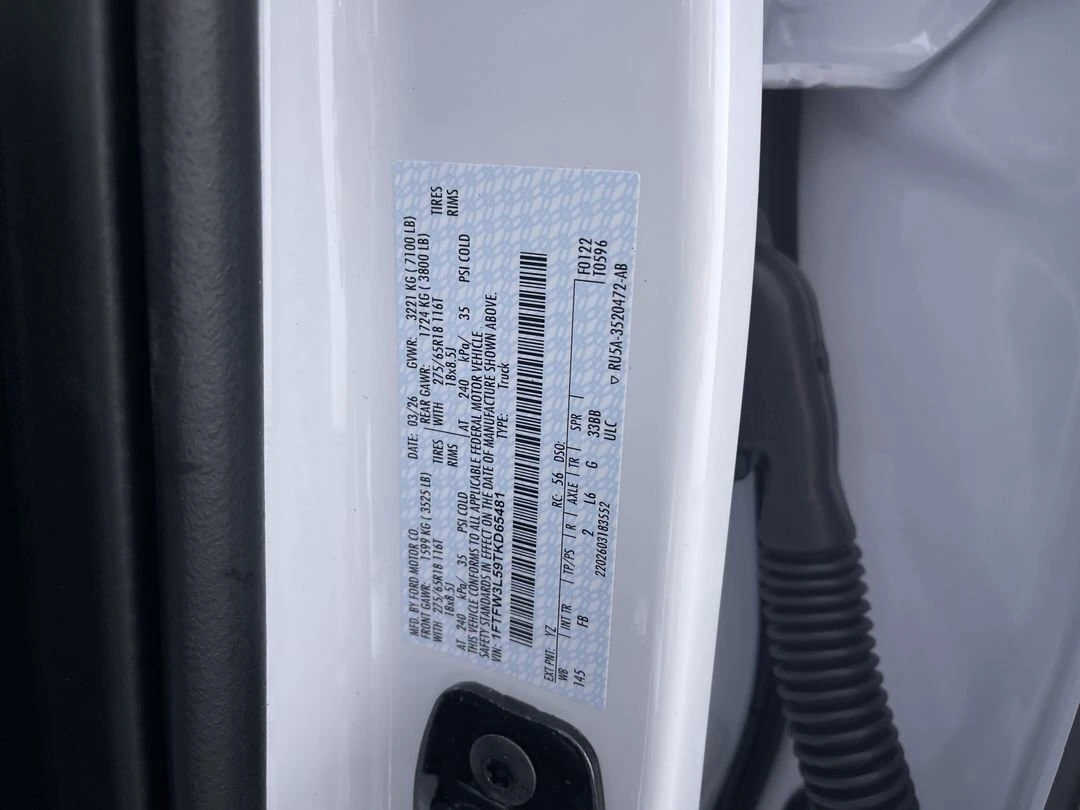 MFD. BY FORD MOTOR CO. DATE: 03/26 GVWR: 3221 KG ( 7100 LB)
FRONT GAWR: 1599 KG ( 3525 LB) REAR GAWR: 1724 KG ( 3800 LB)
WITH 275/65R18 116T TIRES WITH 275/65R18 116T TIRES
18x8.5J RIMS 18x8.5J RIMS
AT 240 kPa/ 35 PSI COLD AT 240 kPa/ 35 PSI COLD
THIS VEHICLE CONFORMS TO ALL APPLICABLE FEDERAL MOTOR VEHICLE
SAFETY STANDARDS IN EFFECT ON THE DATE OF MANUFACTURE SHOWN ABOVE.
VIN: 1FTFW3L59TKD65481 TYPE: Truck
EXT PNT: YZ RC: 56 DSO:
WB INT TR TP/PS R AXLE TR SPR F0122
145 FB 2 L6 G 33BB T0596
2202603183552 ULC ▽ RU5A-3520472-AB